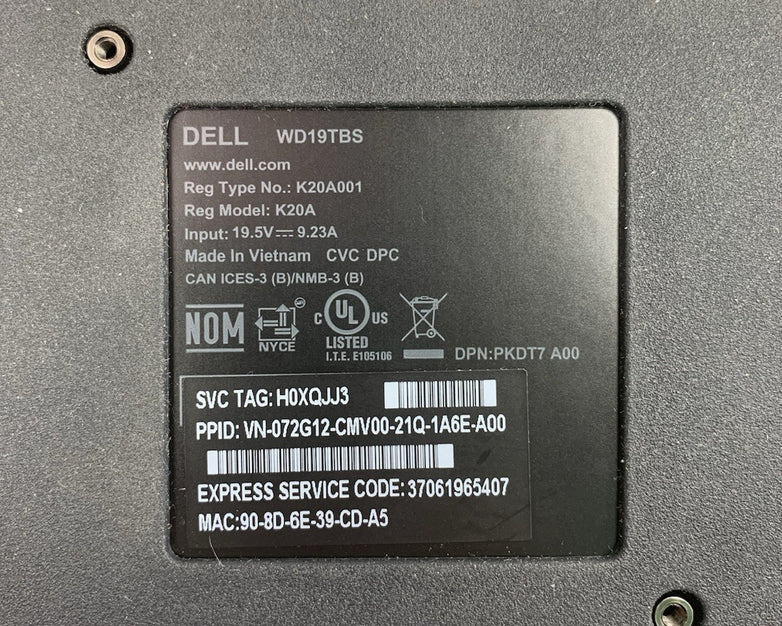 DELL WD19TBS
www.dell.com
Reg Type No.: K20A001
Reg Model: K20A
Input: 19.5V⎓9.23A
Made In Vietnam CVC DPC
CAN ICES-3 (B)/NMB-3 (B)
NOM
NYCE
C UL US
LISTED
I.T.E. E105106
DPN:PKDT7 A00
SVC TAG: H0XQJJ3
PPID: VN-072G12-CMV00-21Q-1A6E-A00
EXPRESS SERVICE CODE: 37061965407
MAC:90-8D-6E-39-CD-A5